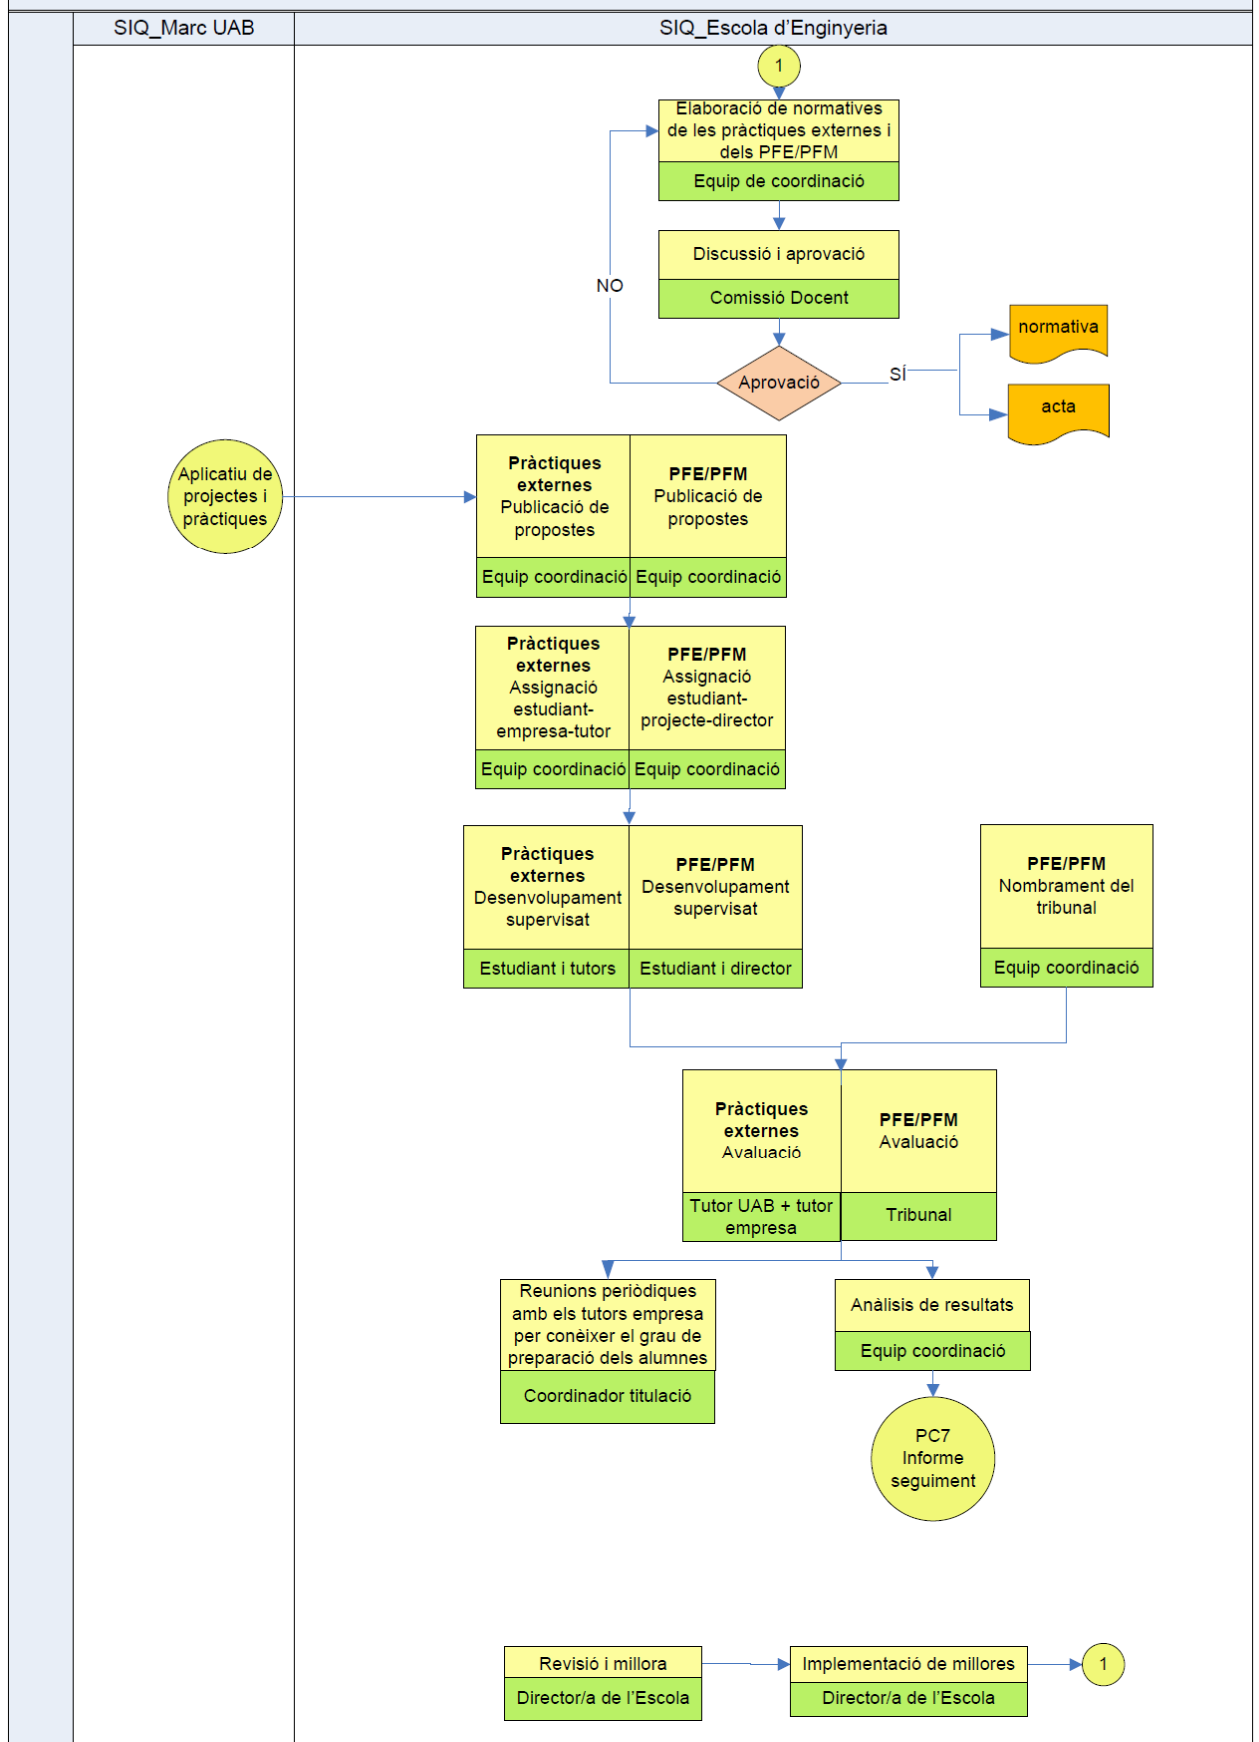 SIQ_Marc UAB
SIQ_Escola d'Enginyeria
1
Elaboració de normatives
de les pràctiques externes i
dels PFE/PFM
Equip de coordinació
Discussió i aprovació
NO
Comissió Docent
normativa
Aprovació
SÍ
acta
Aplicatiu de
projectes i
pràctiques
Pràctiques
externes
Publicació de
propostes
PFE/PFM
Publicació de
propostes
Equip coordinació
Equip coordinació
Pràctiques
externes
Assignació
estudiant-
empresa-tutor
PFE/PFM
Assignació
estudiant-
projecte-director
Equip coordinació
Equip coordinació
Pràctiques
externes
Desenvolupament
supervisat
PFE/PFM
Desenvolupament
supervisat
PFE/PFM
Nombrament del
tribunal
Estudiant i tutors
Estudiant i director
Equip coordinació
Pràctiques
externes
Avaluació
PFE/PFM
Avaluació
Tutor UAB + tutor
empresa
Tribunal
Reunions periòdiques
amb els tutors empresa
per conèixer el grau de
preparació dels alumnes
Coordinador titulació
Anàlisis de resultats
Equip coordinació
PC7
Informe
seguiment
Revisió i millora
Director/a de l'Escola
Implementació de millores
Director/a de l'Escola
1